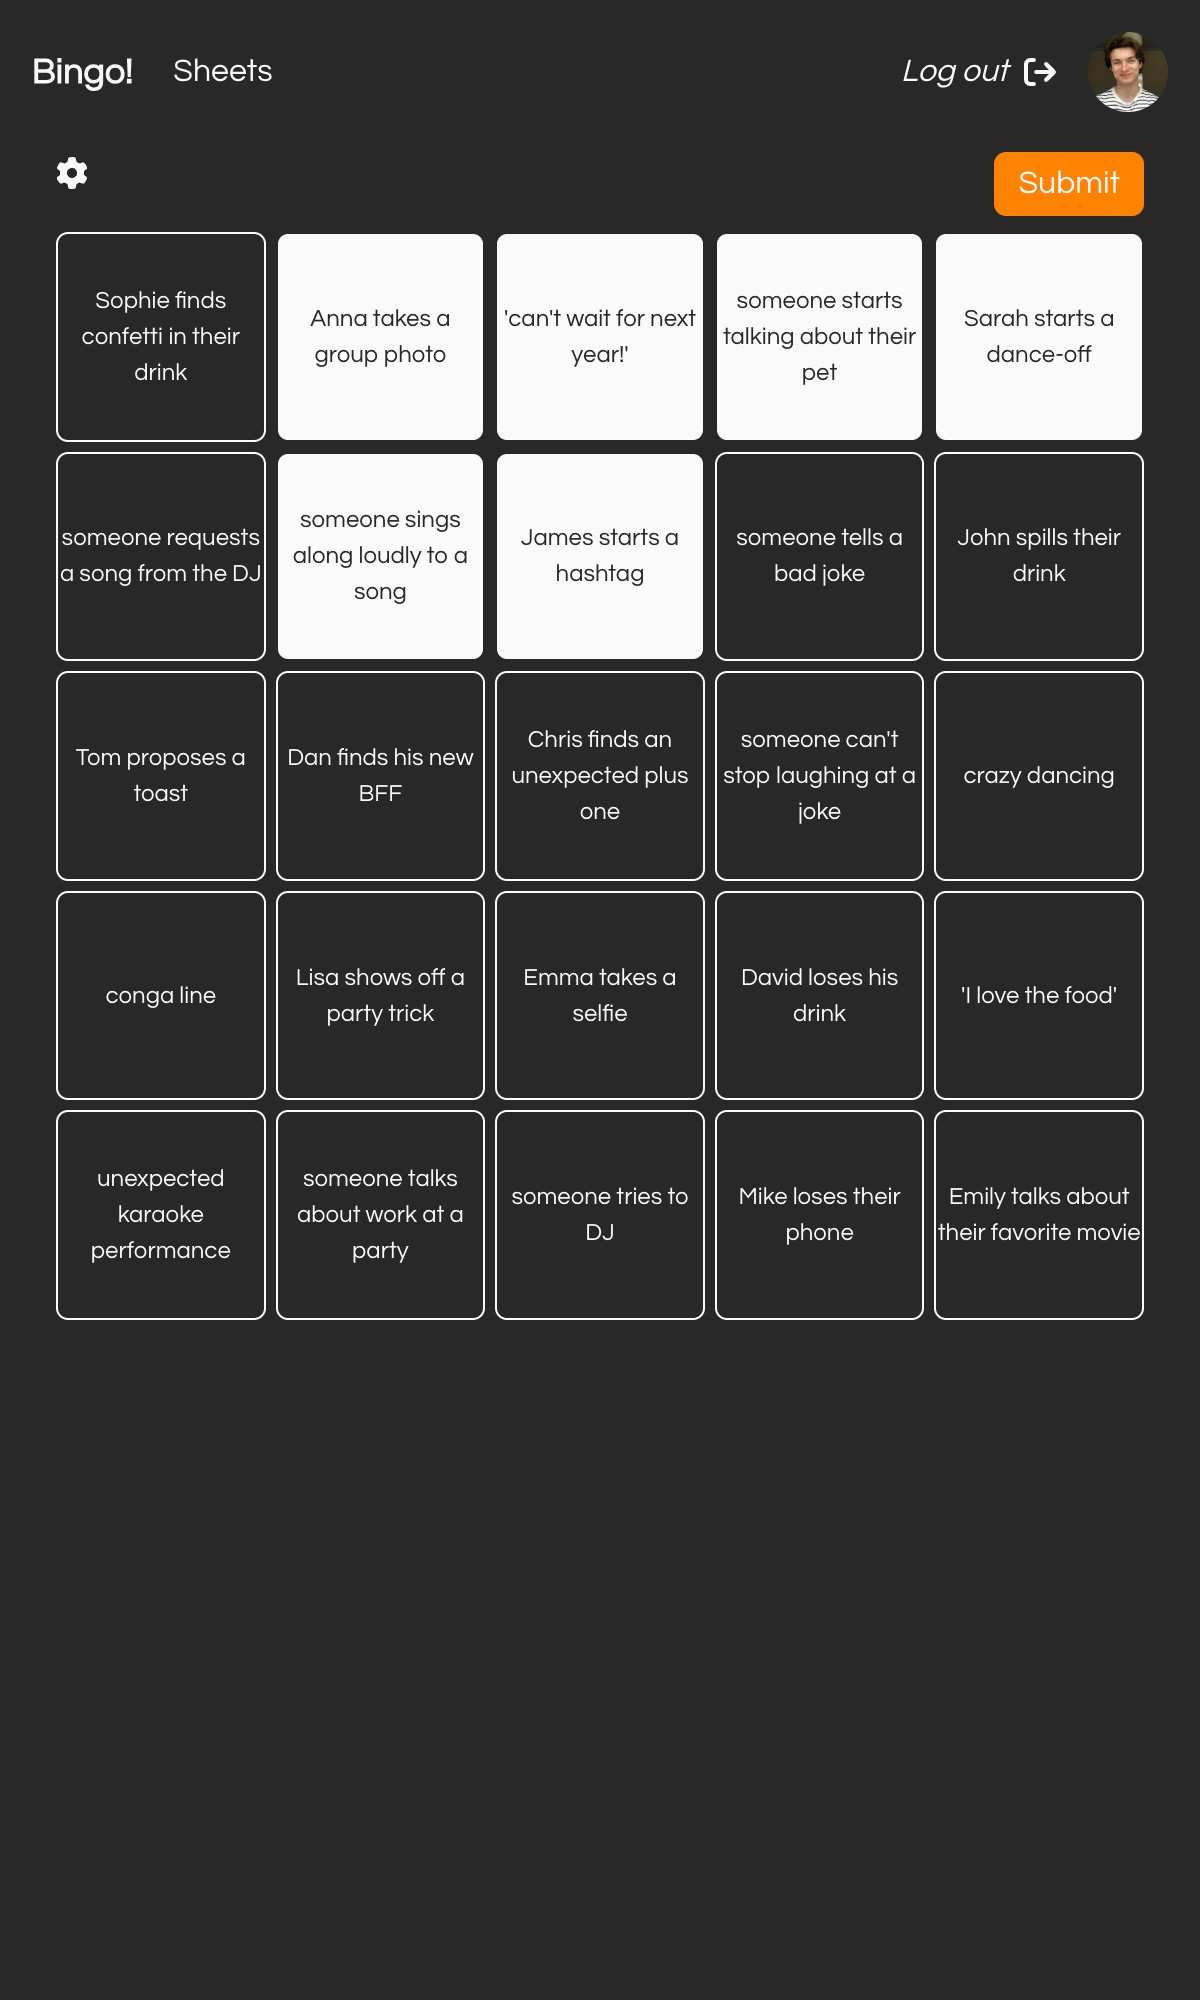 Bingo! Sheets Log out
Submit
Sophie finds
confetti in their
drink
Anna takes a
group photo
'can't wait for next
year!'
someone starts
talking about their
pet
Sarah starts a
dance-off
someone requests
a song from the DJ
someone sings
along loudly to a
song
James starts a
hashtag
someone tells a
bad joke
John spills their
drink
Tom proposes a
toast
Dan finds his new
BFF
Chris finds an
unexpected plus
one
someone can't
stop laughing at a
joke
crazy dancing
conga line
Lisa shows off a
party trick
Emma takes a
selfie
David loses his
drink
'I love the food'
unexpected
karaoke
performance
someone talks
about work at a
party
someone tries to
DJ
Mike loses their
phone
Emily talks about
their favorite movie